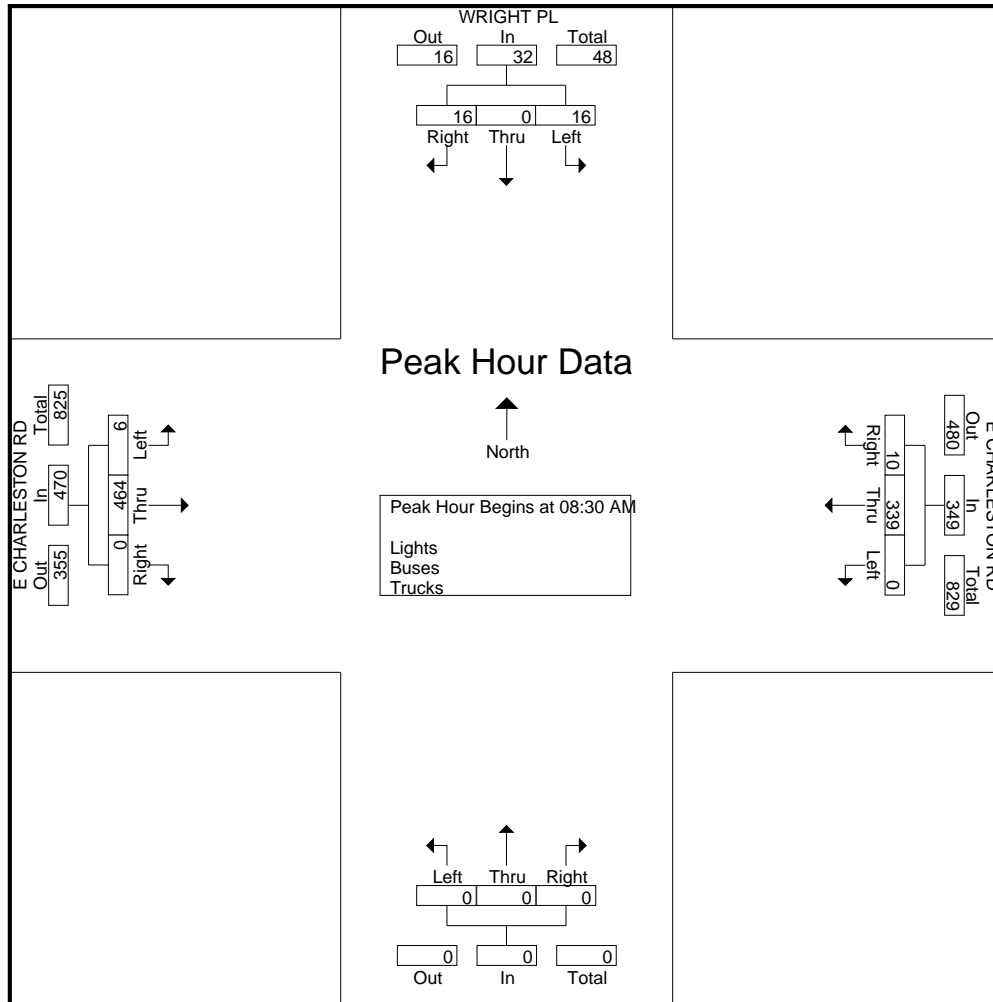 WRIGHT PL
Out In Total
16 32 48
16 0 16
Right Thru Left
Peak Hour Data
North
Peak Hour Begins at 08:30 AM
Lights
Buses
Trucks
E CHARLESTON RD
Total In Out
825 470 355
6 464 0
Left Thru Right
E CHARLESTON RD
Out In Total
480 349 829
10 339 0
Right Thru Left
Left Thru Right
0 0 0
0 0 0
Out In Total